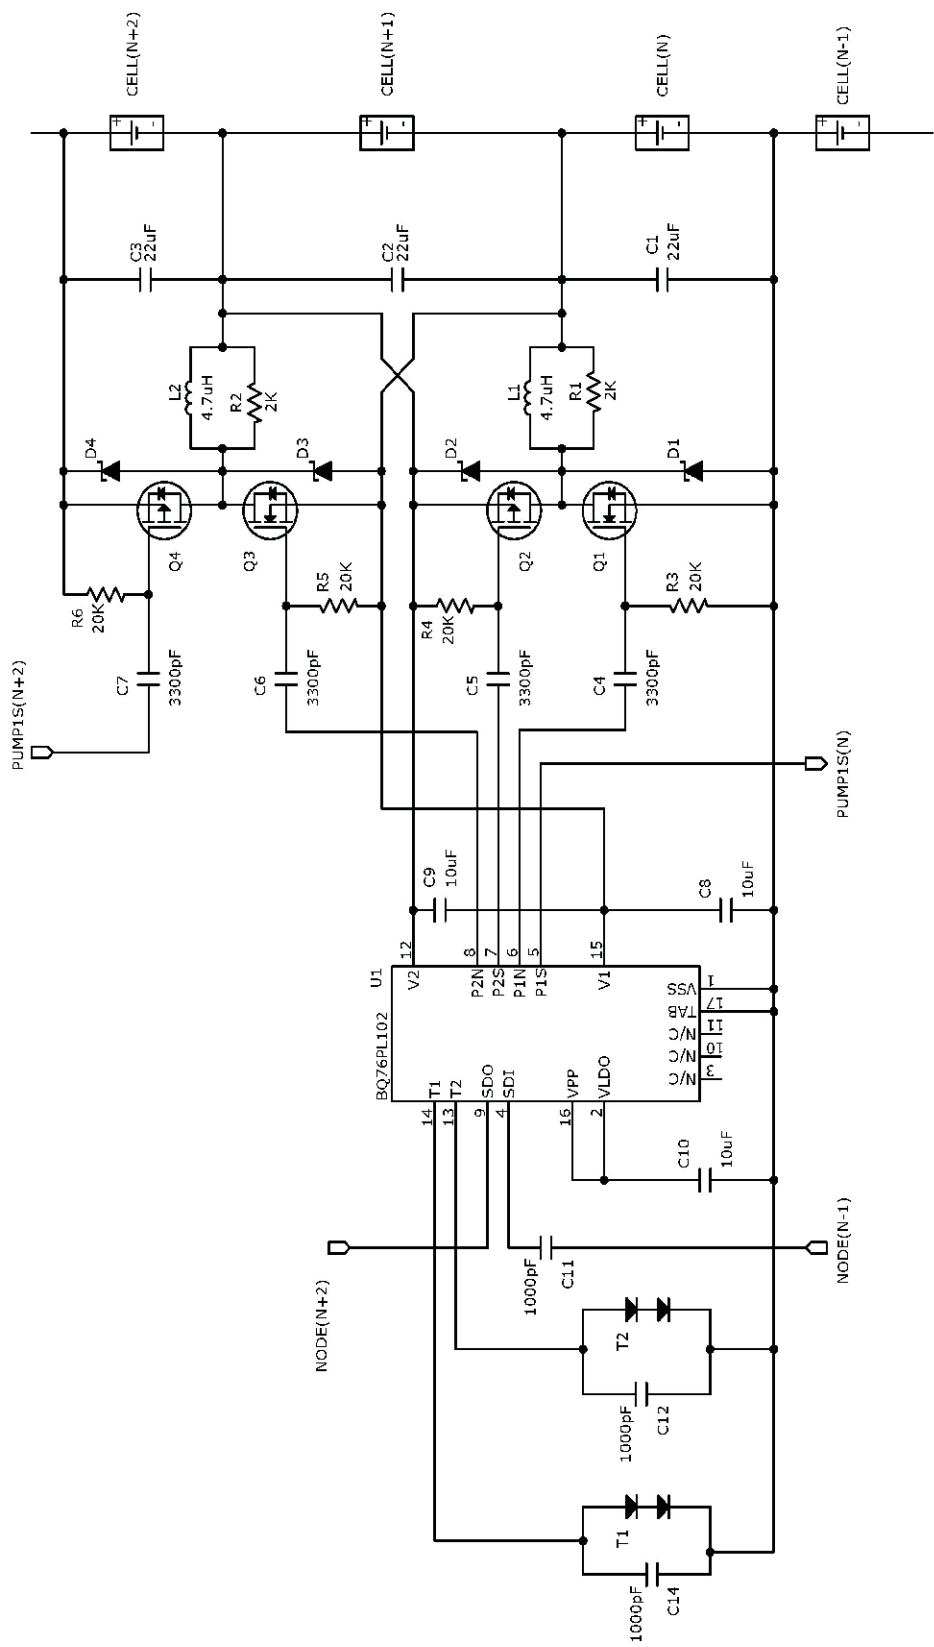 CELL(N+2)
CELL(N+1)
CELL(N)
CELL(N-1)
+
-
+
-
+
-
+
-
C3
22uF
C2
22uF
C1
22uF
L2
4.7uH
R2
2K
L1
4.7uH
R1
2K
D4
D3
D2
D1
Q4
Q3
Q2
Q1
R6
20K
R5
20K
R4
20K
R3
20K
PUMP1S(N+2)
C7
3300pF
C6
3300pF
C5
3300pF
C4
3300pF
PUMP1S(N)
C9
10uF
C8
10uF
U1
BQ76PL102
12
V2
8
P2N
7
P2S
6
P1N
5
P1S
15
V1
1
VSS
17
TAB
11
N/C
10
N/C
3
N/C
14
T1
13
T2
9
SDO
4
SDI
16
VPP
2
VLDO
C10
10uF
NODE(N+2)
1000pF
C11
NODE(N-1)
T2
1000pF
C12
T1
1000pF
C14